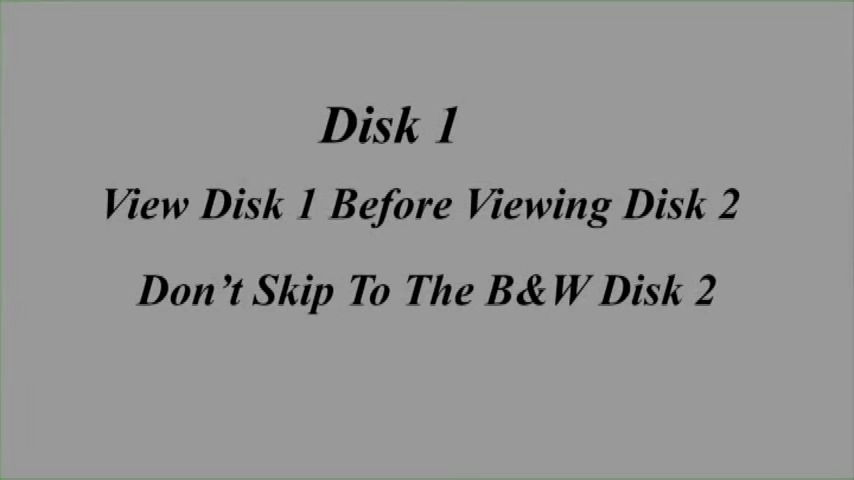 Disk 1
View Disk 1 Before Viewing Disk 2
Don’t Skip To The B&W Disk 2